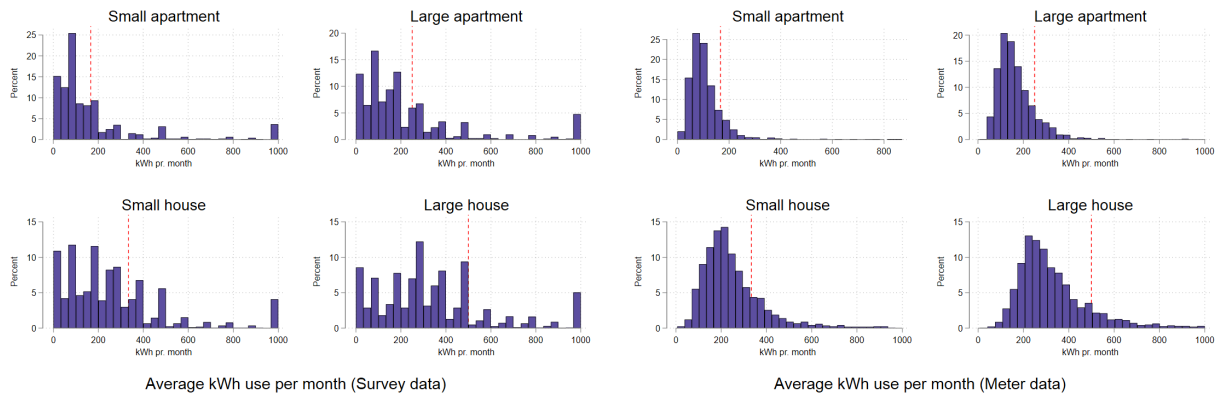 Small apartment
Percent
25
20
15
10
5
0
0 200 400 600 800 1000
kWh pr. month
Large apartment
Percent
20
15
10
5
0
0 200 400 600 800 1000
kWh pr. month
Small apartment
Percent
25
20
15
10
5
0
0 200 400 600 800
kWh pr. month
Large apartment
Percent
20
15
10
5
0
0 200 400 600 800 1000
kWh pr. month
Small house
Percent
15
10
5
0
0 200 400 600 800 1000
kWh pr. month
Large house
Percent
15
10
5
0
0 200 400 600 800 1000
kWh pr. month
Small house
Percent
15
10
5
0
0 200 400 600 800 1000
kWh pr. month
Large house
Percent
15
10
5
0
0 200 400 600 800 1000
kWh pr. month
Average kWh use per month (Survey data)
Average kWh use per month (Meter data)